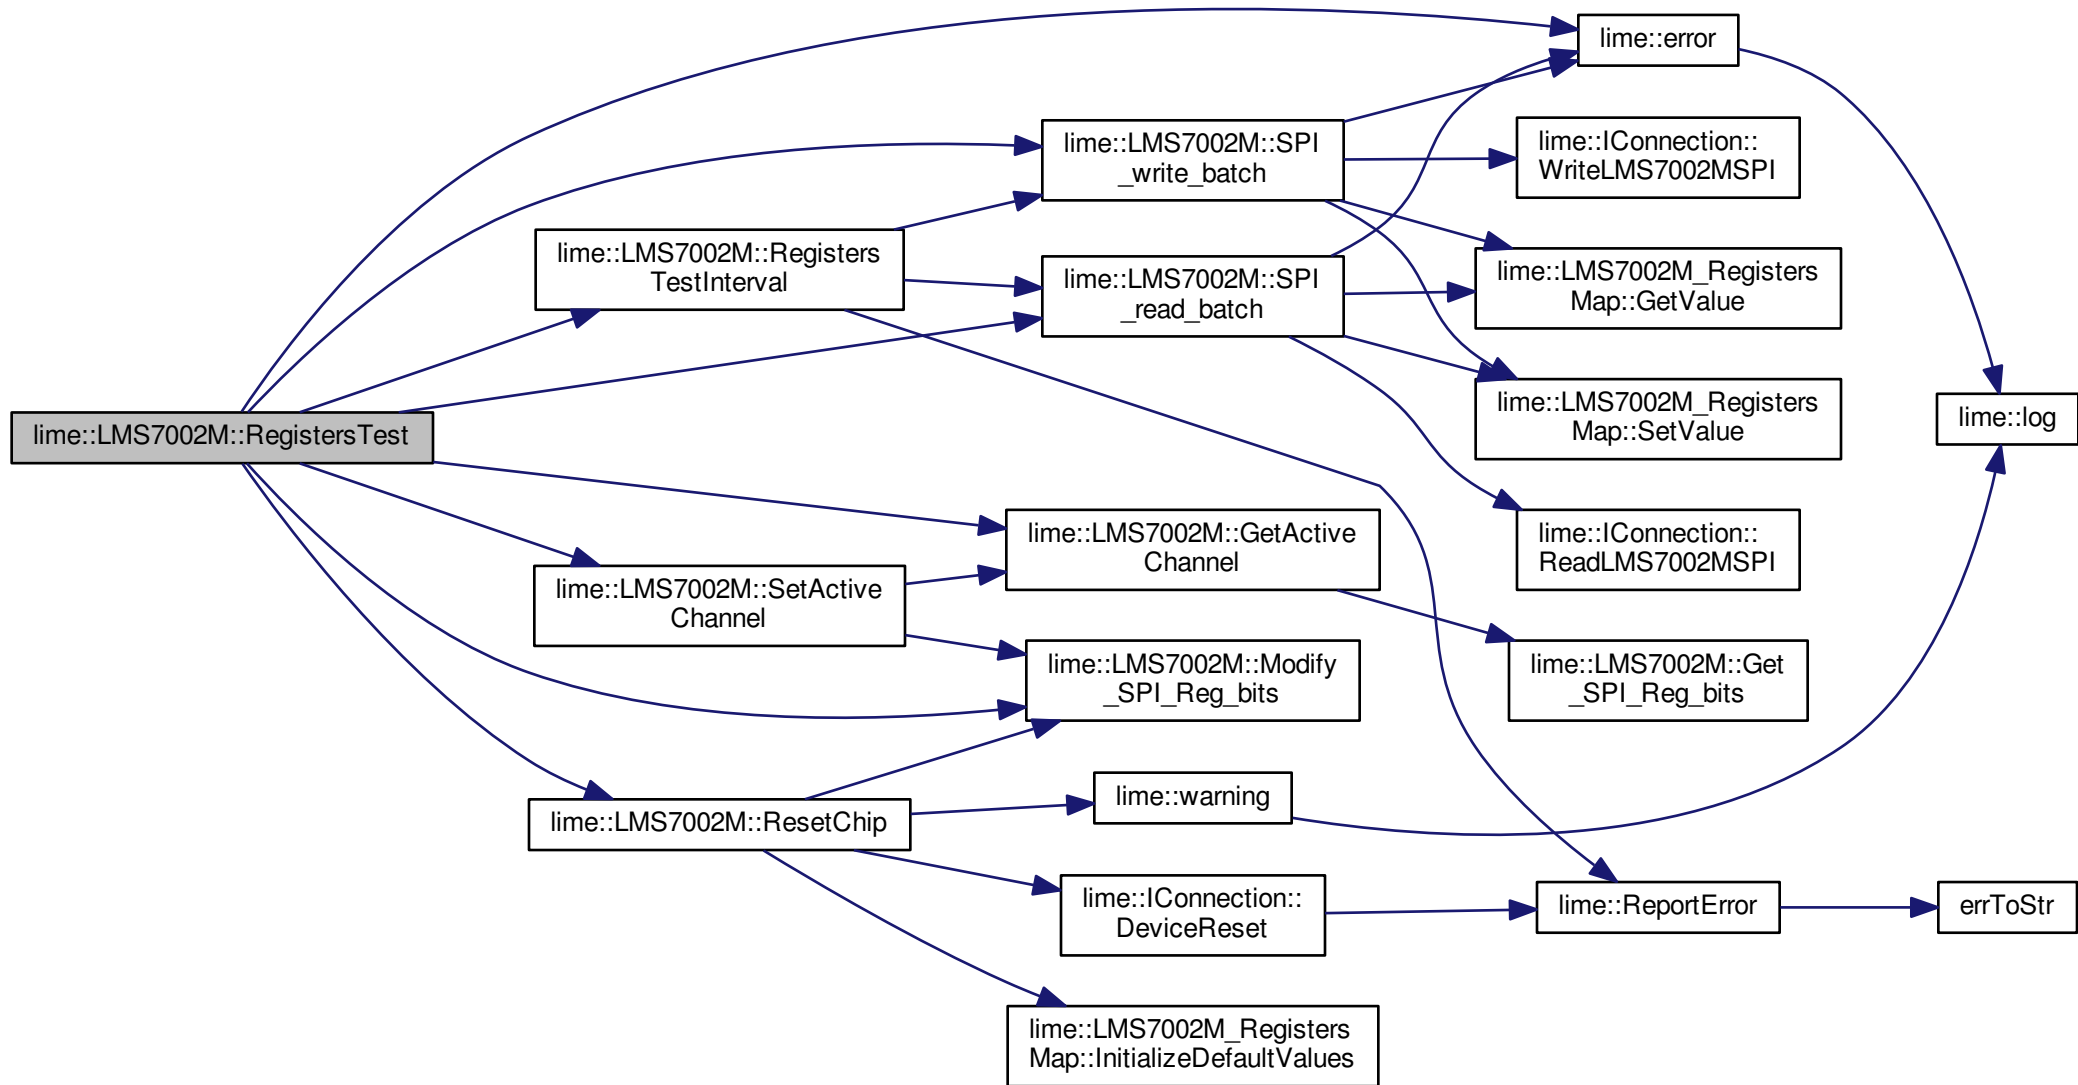 lime::error
lime::LMS7002M::SPI
_write_batch
lime::IConnection::
WriteLMS7002MSPI
lime::LMS7002M::Registers
TestInterval
lime::LMS7002M::SPI
_read_batch
lime::LMS7002M_Registers
Map::GetValue
lime::LMS7002M_Registers
Map::SetValue
lime::log
lime::LMS7002M::RegistersTest
lime::LMS7002M::GetActive
Channel
lime::IConnection::
ReadLMS7002MSPI
lime::LMS7002M::SetActive
Channel
lime::LMS7002M::Modify
_SPI_Reg_bits
lime::LMS7002M::Get
_SPI_Reg_bits
lime::warning
lime::LMS7002M::ResetChip
lime::IConnection::
DeviceReset
lime::ReportError
errToStr
lime::LMS7002M_Registers
Map::InitializeDefaultValues